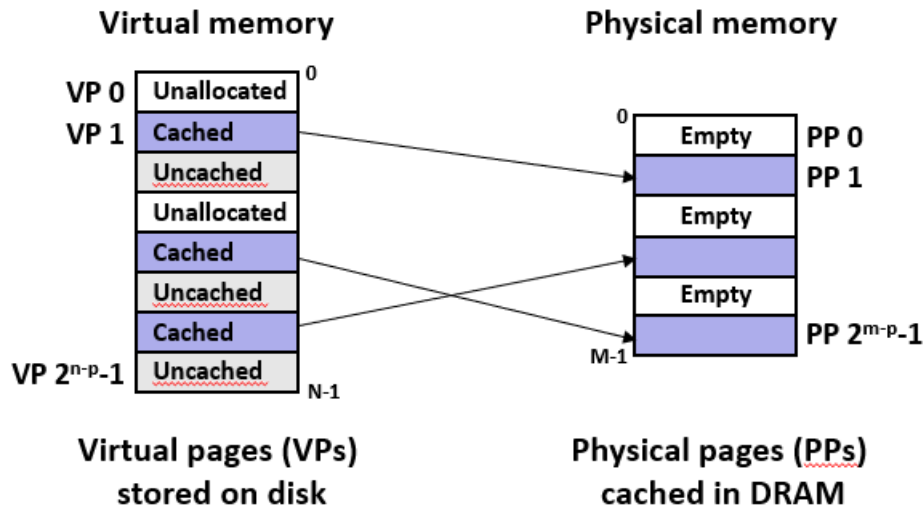 Virtual memory
Physical memory
0
VP 0
Unallocated
VP 1
Cached
Uncached
Unallocated
Cached
Uncached
Cached
VP 2ⁿ⁻ᵖ-1
Uncached
N-1
0
Empty
PP 0
PP 1
Empty
Empty
PP 2ᵐ⁻ᵖ-1
M-1
Virtual pages (VPs)
stored on disk
Physical pages (PPs)
cached in DRAM